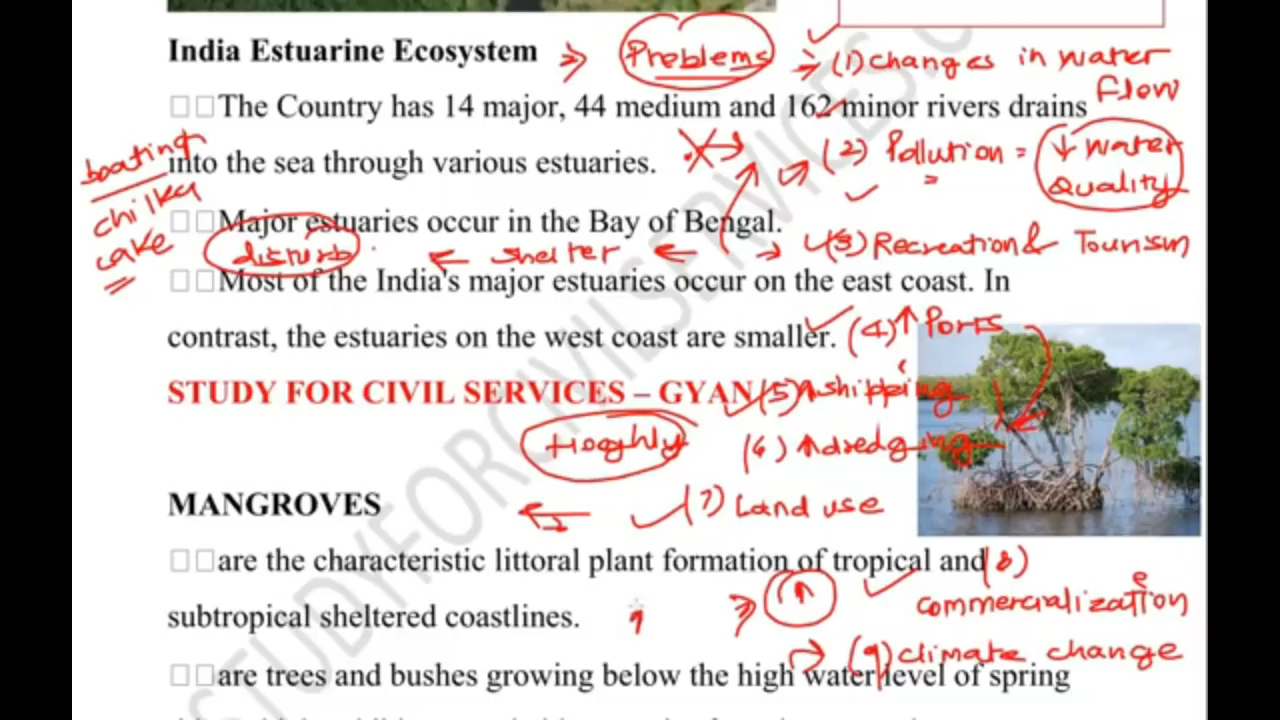 India Estuarine Ecosystem
Problems
(1) changes in water
flow
The Country has 14 major, 44 medium and 162 minor rivers drains
into the sea through various estuaries.
(2) Pollution = ↓ water
quality
boating
chilka
lake
Major estuaries occur in the Bay of Bengal.
disturb ← shelter ←
(3) Recreation & Tourism
Most of the India's major estuaries occur on the east coast. In
contrast, the estuaries on the west coast are smaller.
(4) ↑ Ports
STUDY FOR CIVIL SERVICES – GYAN
(5) ↑ shipping
Hooghly
(6) ↑ dredging
MANGROVES
(7) Land use
are the characteristic littoral plant formation of tropical and
(8)
commercialization
subtropical sheltered coastlines.
(9) climate change
are trees and bushes growing below the high water level of spring
STUDYFORCIVILSERVICES.